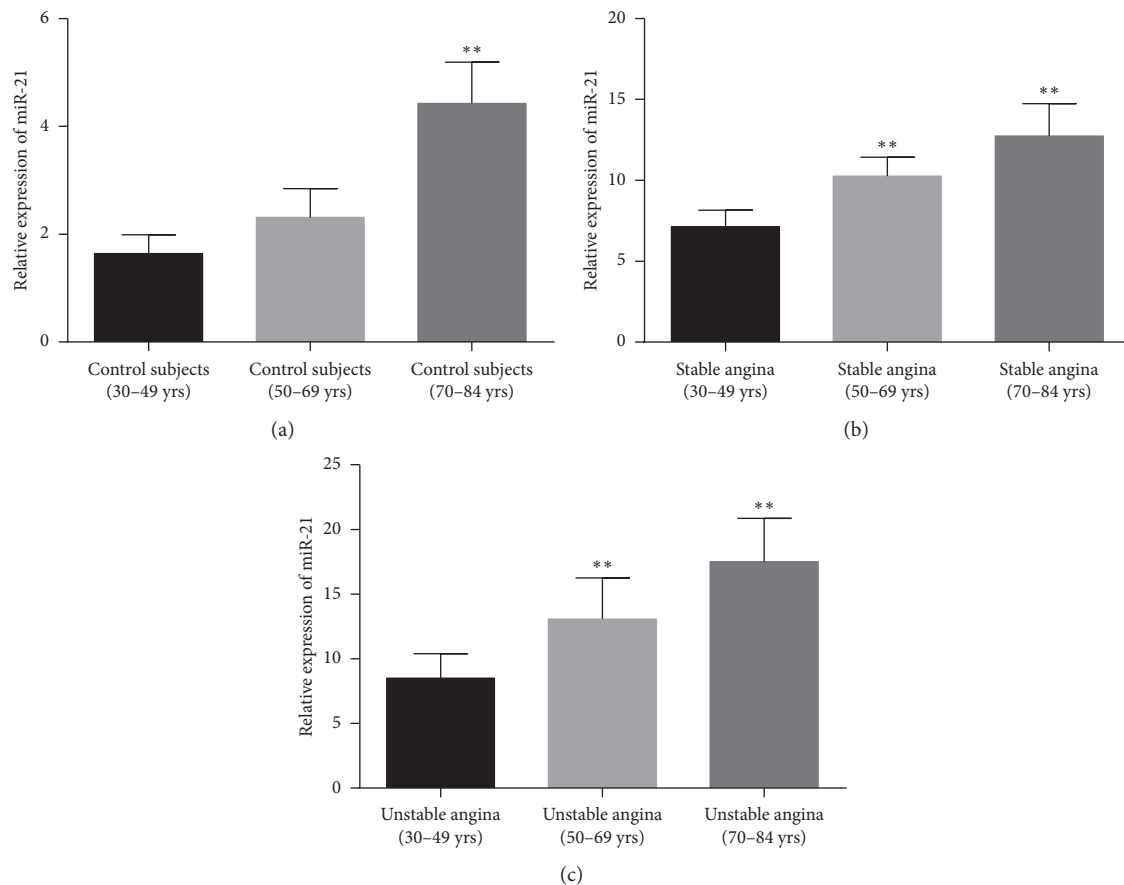 Relative expression of miR-21
6
4
2
0
**
Control subjects
(30–49 yrs)
Control subjects
(50–69 yrs)
Control subjects
(70–84 yrs)
(a)
Relative expression of miR-21
20
15
10
5
0
**
**
Stable angina
(30–49 yrs)
Stable angina
(50–69 yrs)
Stable angina
(70–84 yrs)
(b)
Relative expression of miR-21
25
20
15
10
5
0
**
**
Unstable angina
(30–49 yrs)
Unstable angina
(50–69 yrs)
Unstable angina
(70–84 yrs)
(c)